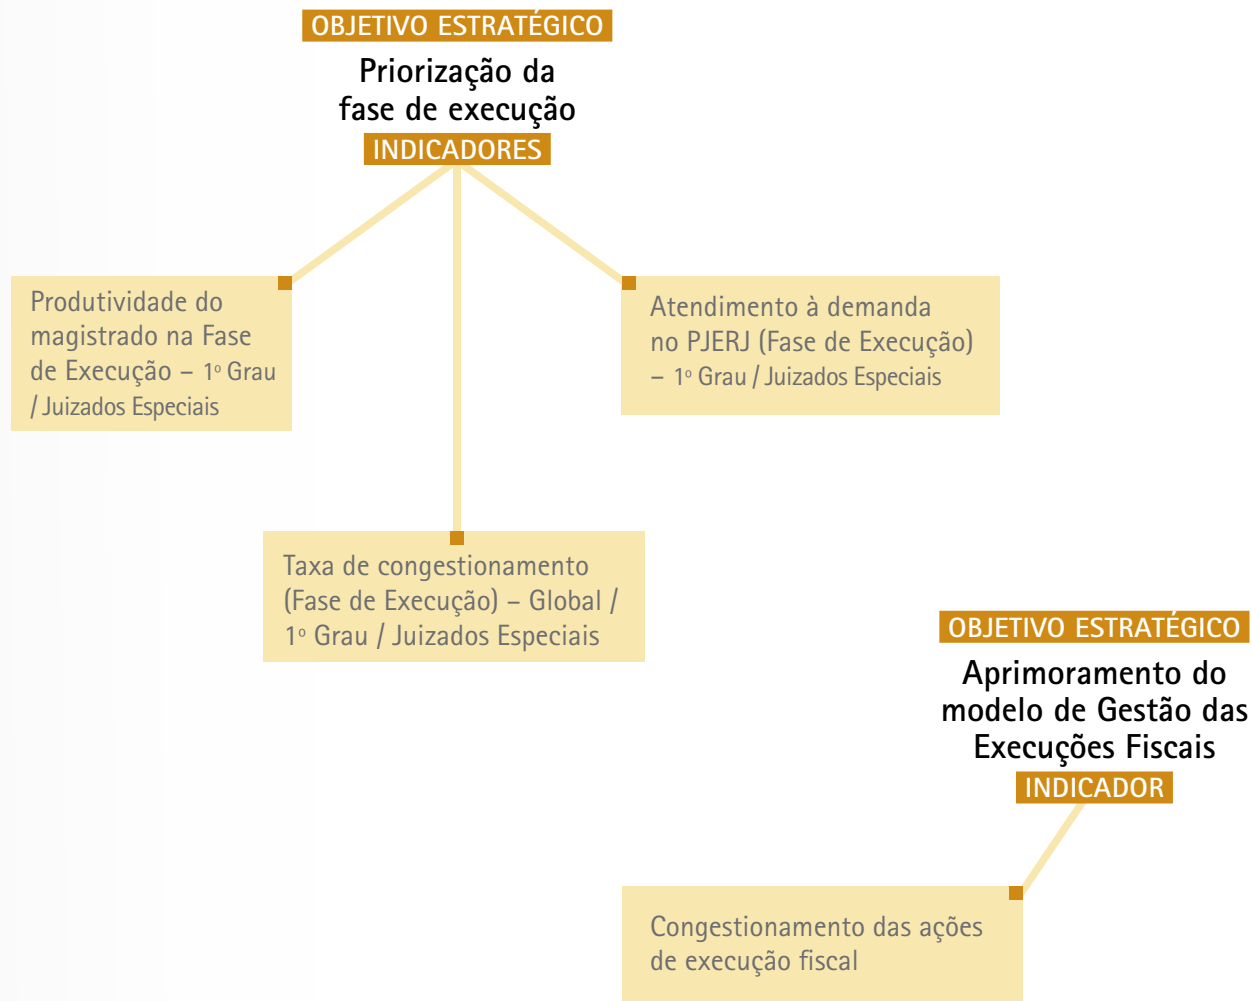 OBJETIVO ESTRATÉGICO
Priorização da
fase de execução
INDICADORES
Produtividade do
magistrado na Fase
de Execução – 1º Grau
/ Juizados Especiais
Atendimento à demanda
no PJERJ (Fase de Execução)
– 1º Grau / Juizados Especiais
Taxa de congestionamento
(Fase de Execução) – Global /
1º Grau / Juizados Especiais
OBJETIVO ESTRATÉGICO
Aprimoramento do
modelo de Gestão das
Execuções Fiscais
INDICADOR
Congestionamento das ações
de execução fiscal